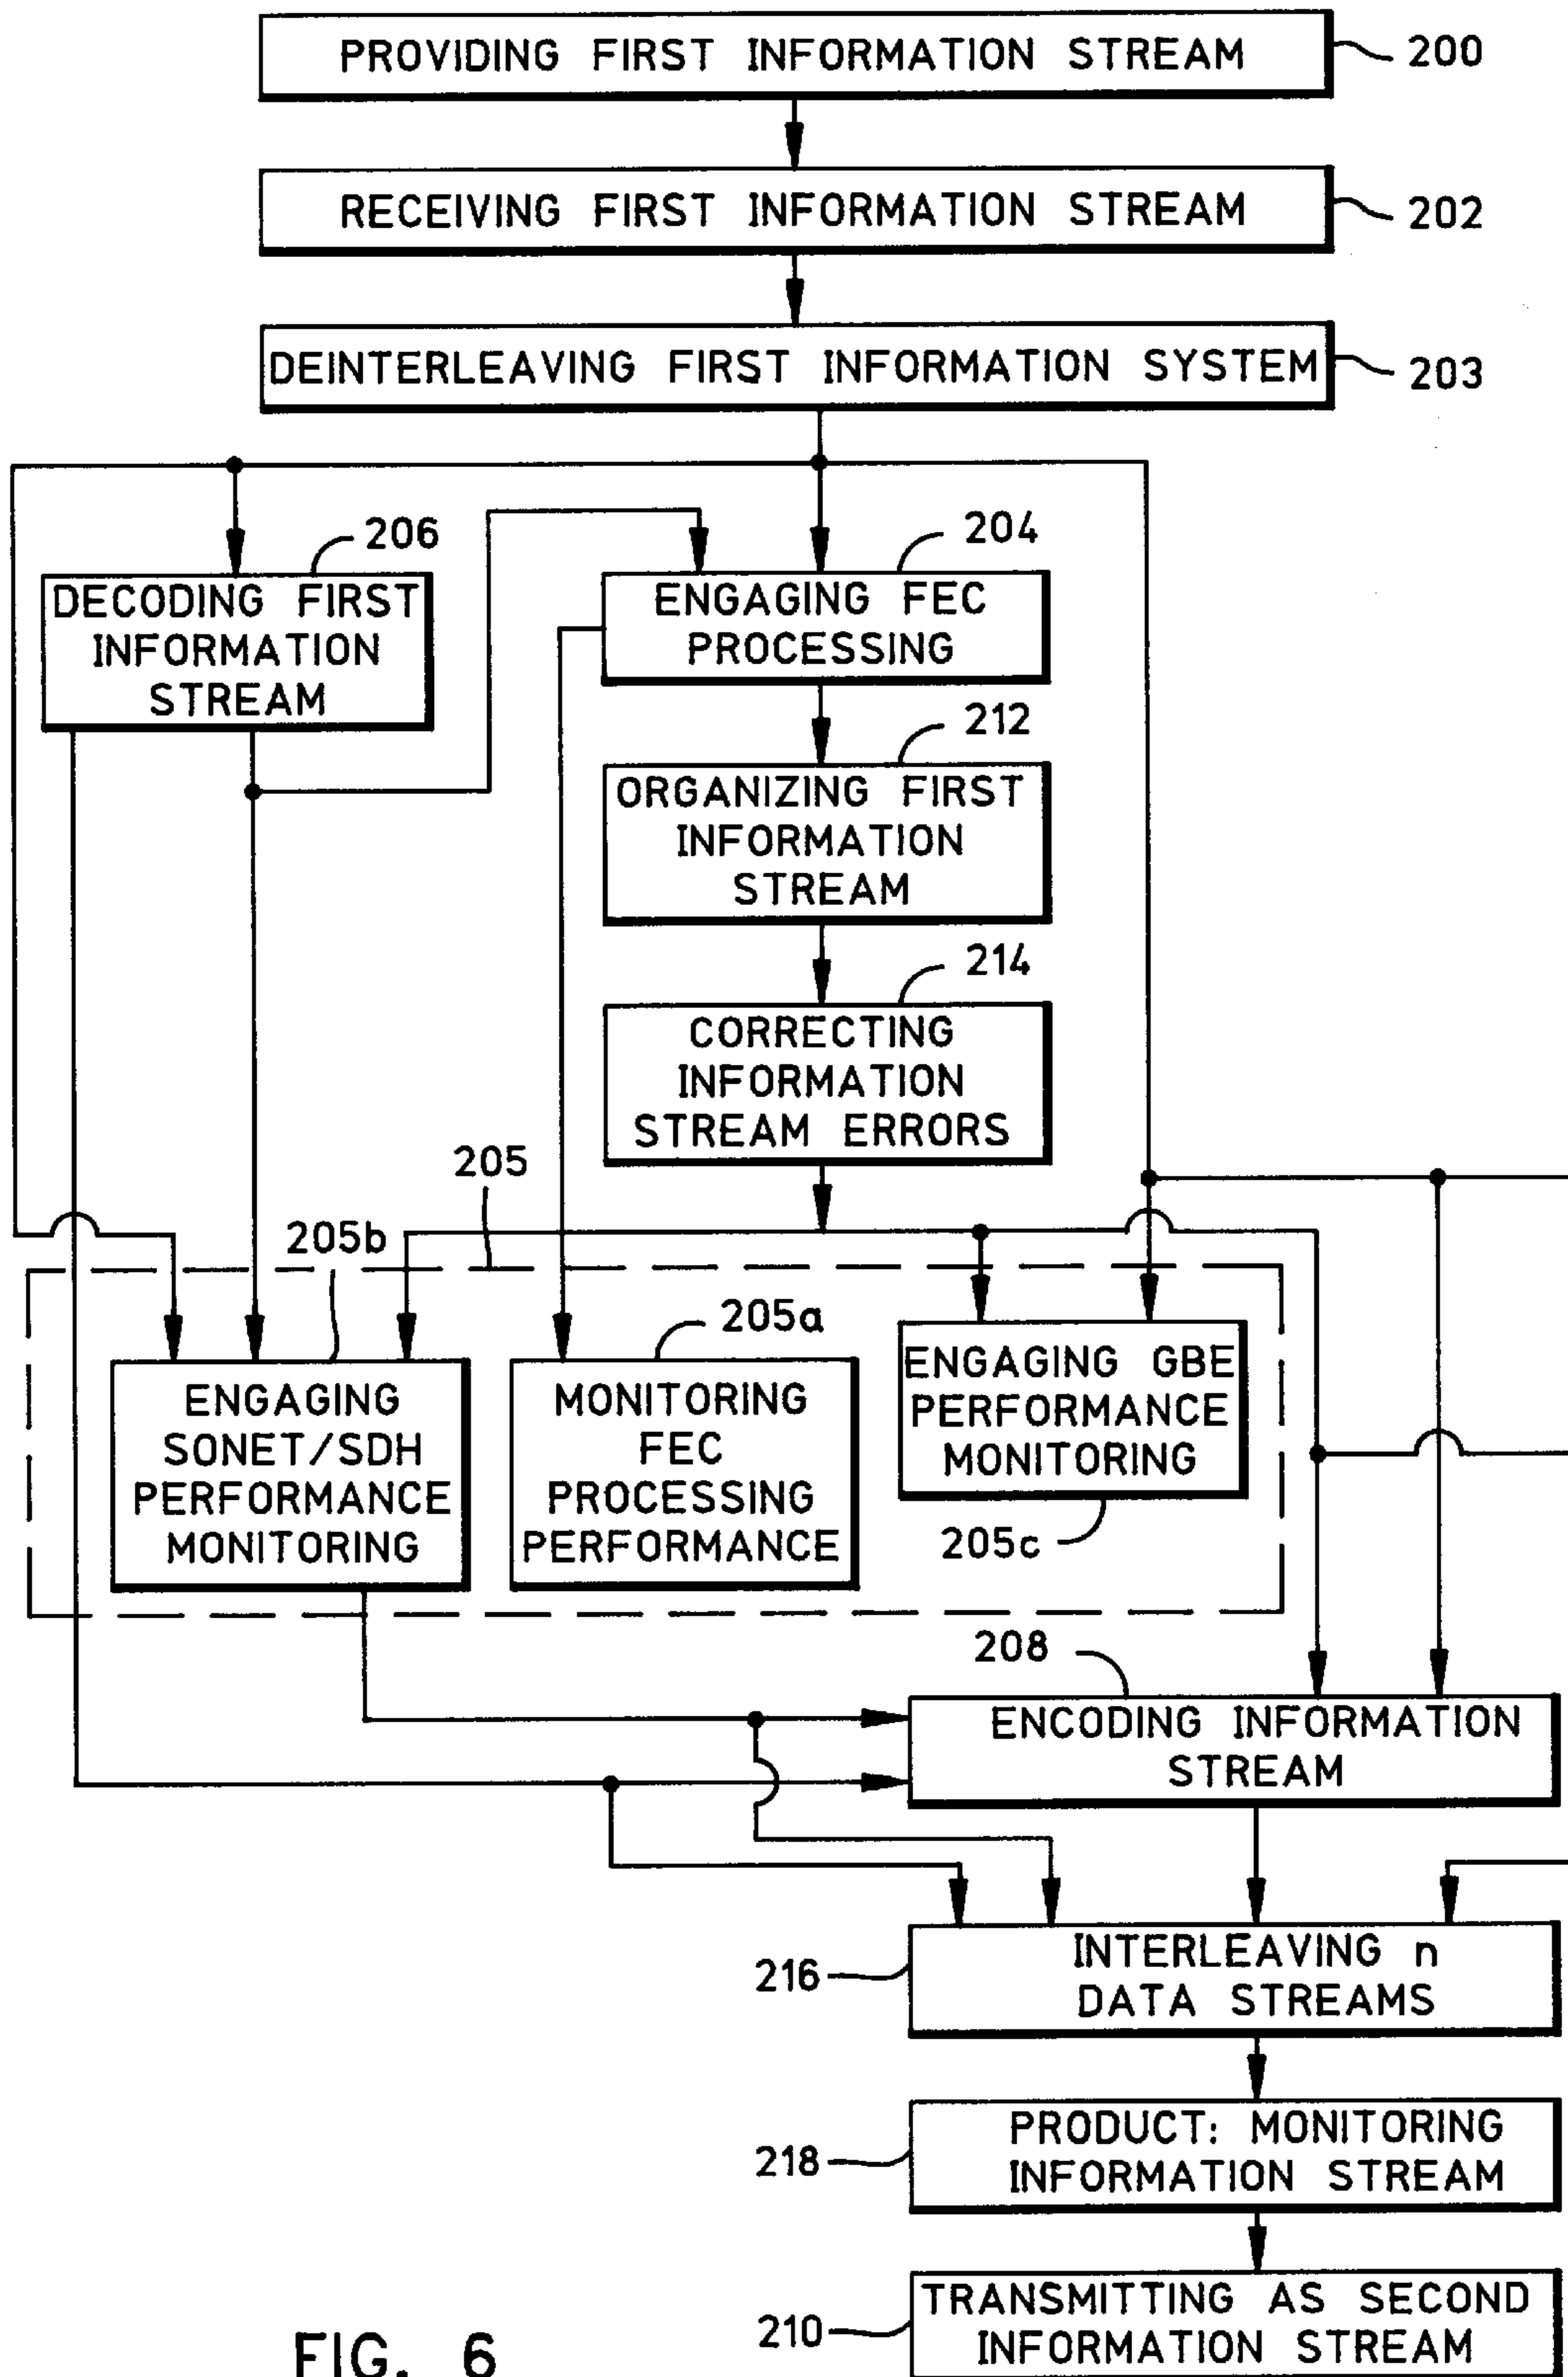 PROVIDING FIRST INFORMATION STREAM
200
RECEIVING FIRST INFORMATION STREAM
202
DEINTERLEAVING FIRST INFORMATION SYSTEM
203
206
DECODING FIRST
INFORMATION
STREAM
204
ENGAGING FEC
PROCESSING
212
ORGANIZING FIRST
INFORMATION
STREAM
214
CORRECTING
INFORMATION
STREAM ERRORS
205
205b
ENGAGING
SONET/SDH
PERFORMANCE
MONITORING
205a
MONITORING
FEC
PROCESSING
PERFORMANCE
ENGAGING GBE
PERFORMANCE
MONITORING
205c
208
ENCODING INFORMATION
STREAM
216
INTERLEAVING n
DATA STREAMS
218
PRODUCT: MONITORING
INFORMATION STREAM
210
TRANSMITTING AS SECOND
INFORMATION STREAM
FIG. 6